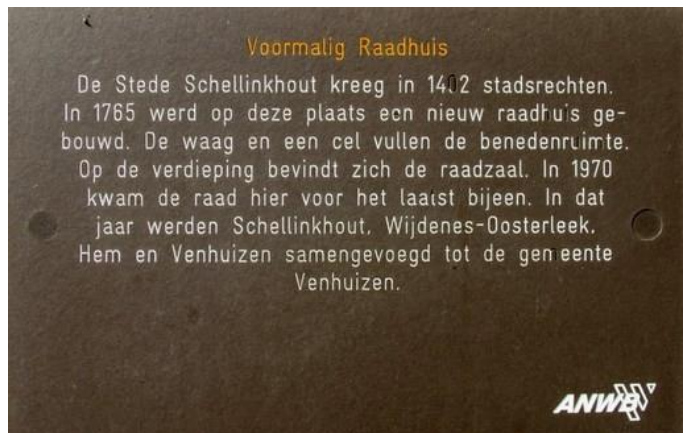 Voormalig Raadhuis
De Stede Schellinkhout kreeg in 1402 stadsrechten.
In 1765 werd op deze plaats een nieuw raadhuis ge-
bouwd. De waag en een cel vullen de benedenruimte.
Op de verdieping bevindt zich de raadzaal. In 1970
kwam de raad hier voor het laatst bijeen. In dat
jaar werden Schellinkhout, Wijdenes-Oosterleek,
Hem en Venhuizen samengevoegd tot de gemeente
Venhuizen.
ANWB